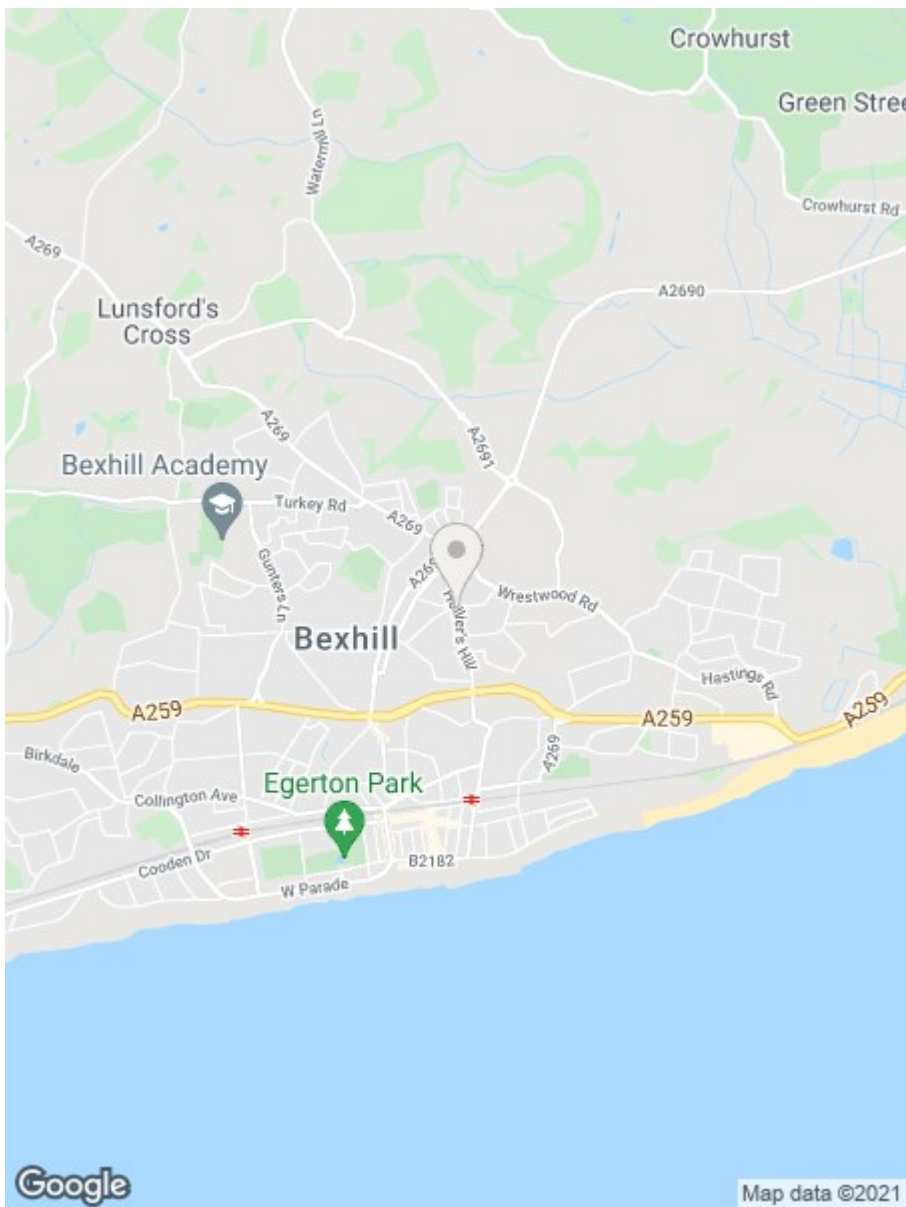 Crowhurst
Green Stree
Watermill Ln
Crowhurst Rd
A269
A2690
Lunsford's
Cross
A269
A2691
Bexhill Academy
Turkey Rd
A269
A269
Gunters Ln
Wrestwood Rd
Bexhill
Hastings Rd
A259
A259
A259
Birkdale
A269
Egerton Park
Collington Ave
Cooden Dr
B2182
W Parade
Google
Map data ©2021